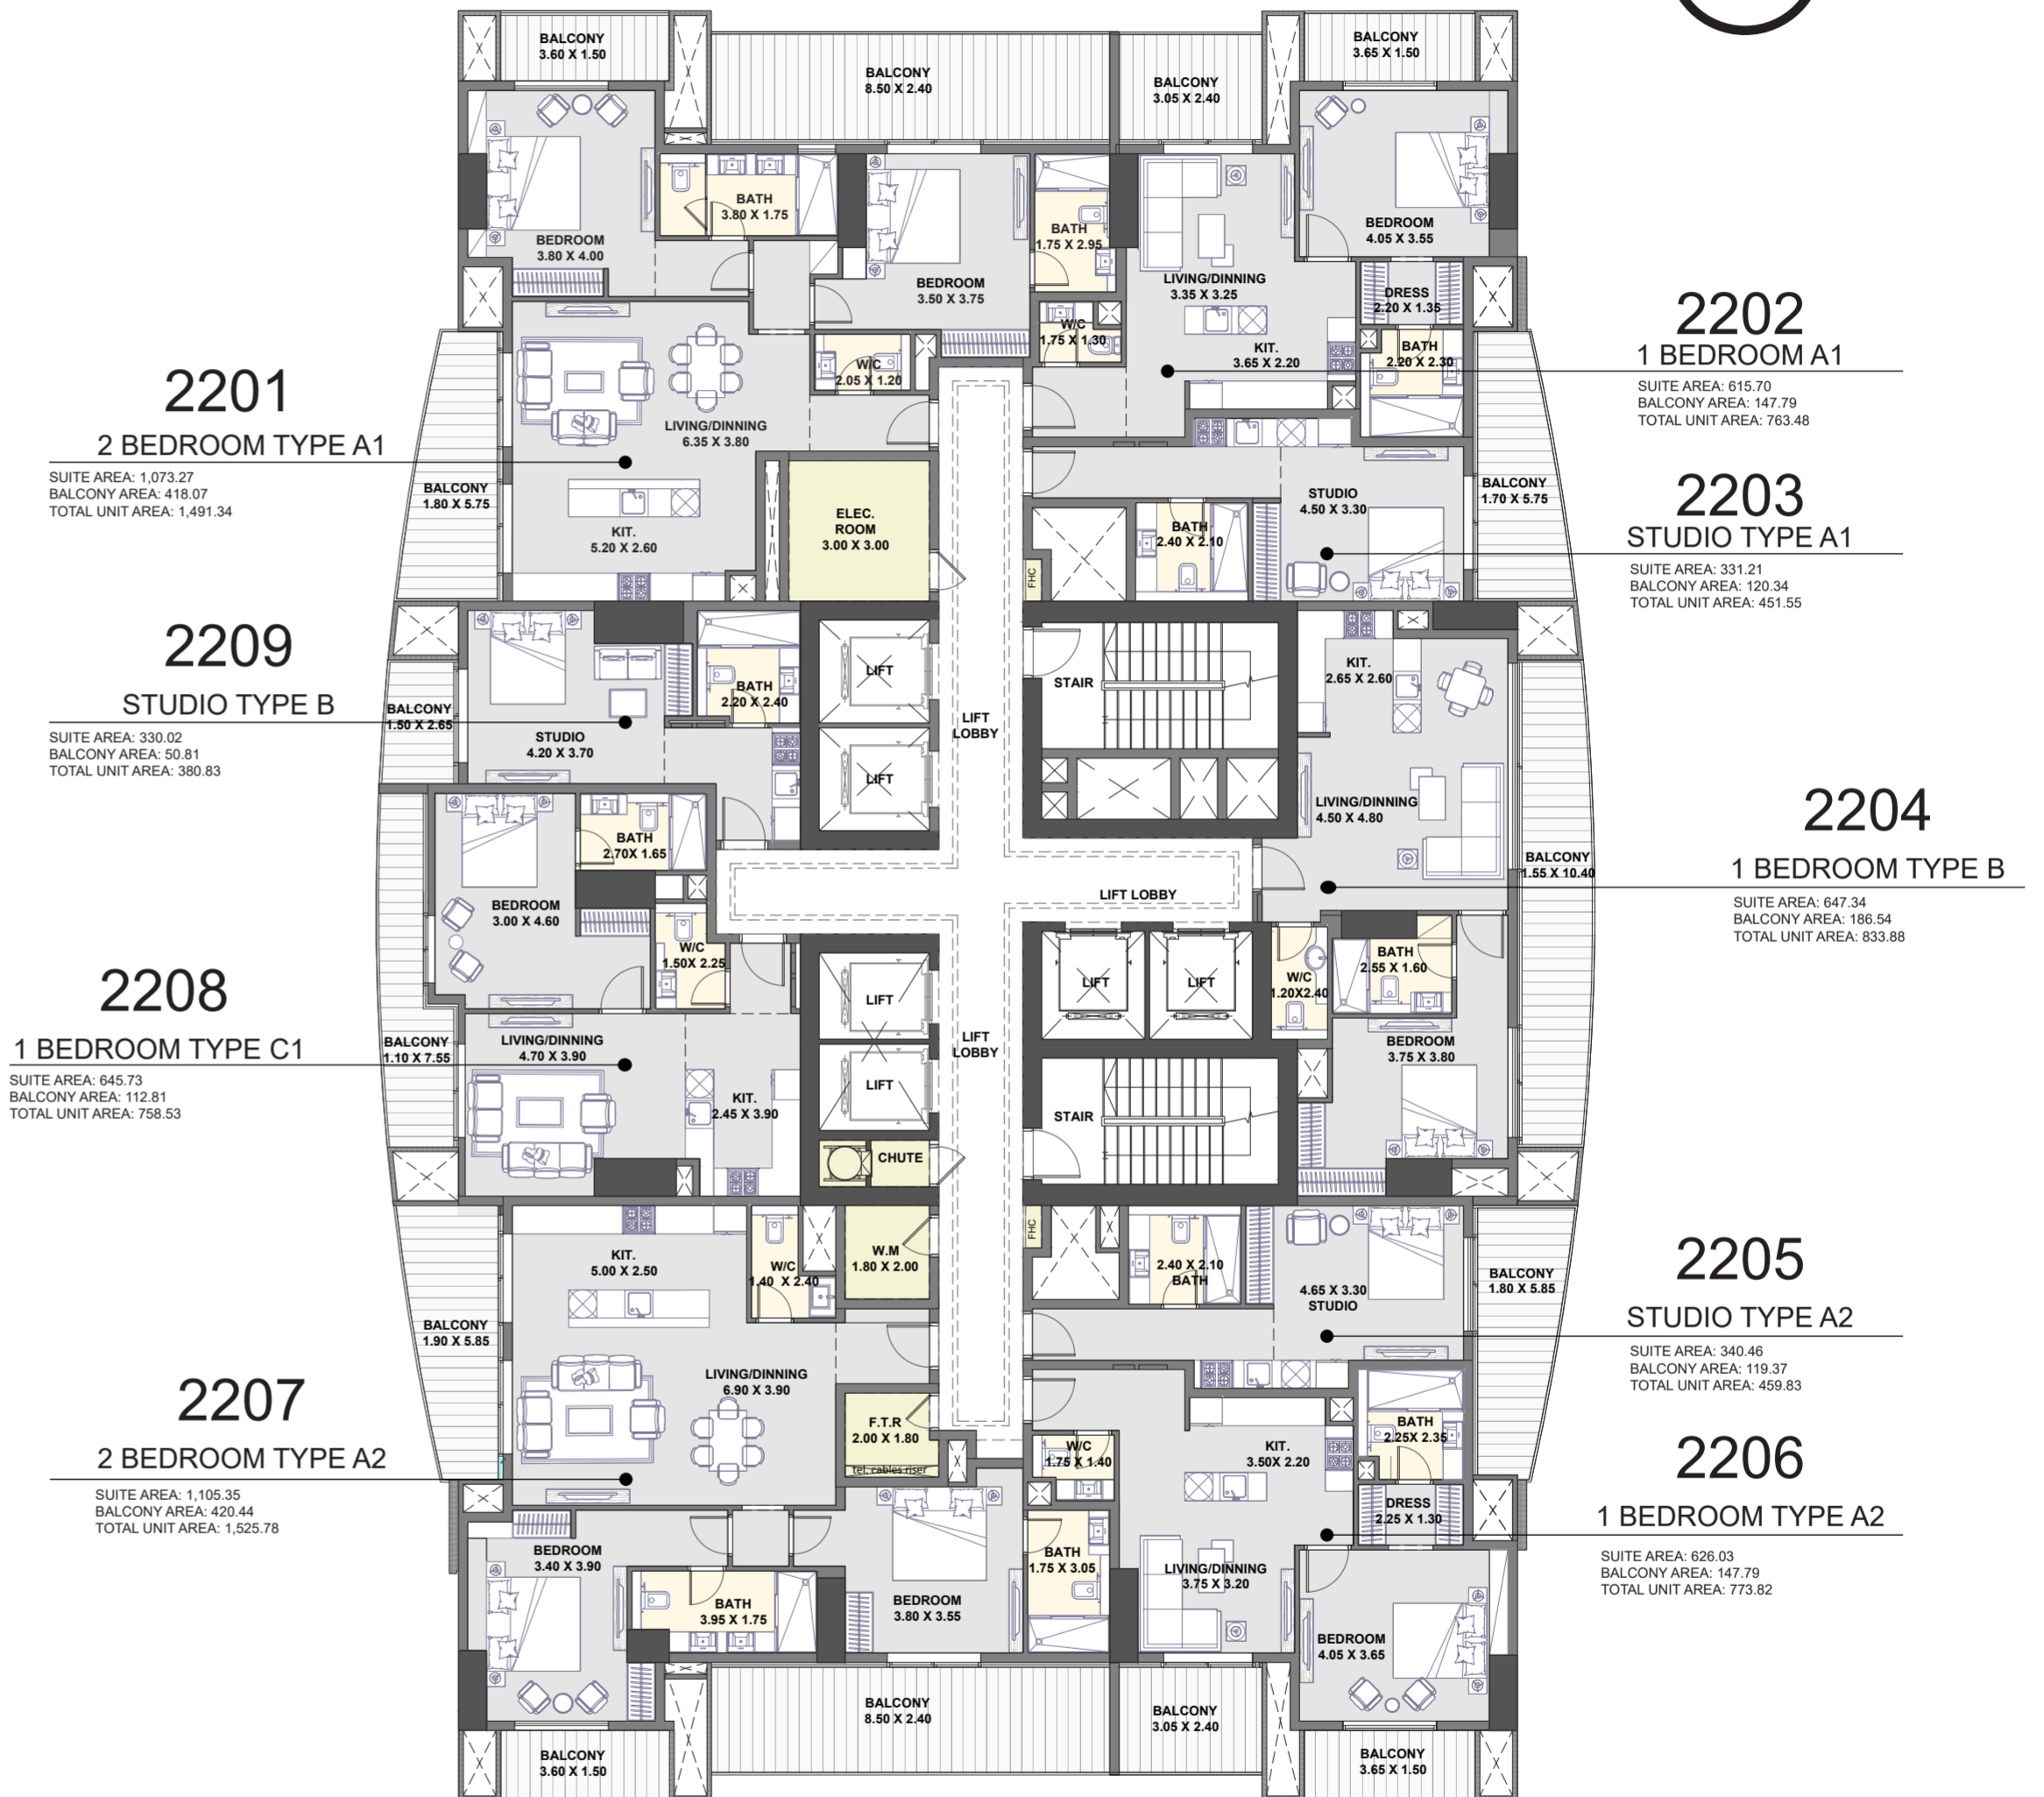 BALCONY
3.60 X 1.50
BALCONY
8.50 X 2.40
BALCONY
3.05 X 2.40
BALCONY
3.65 X 1.50
BEDROOM
3.80 X 4.00
BATH
3.80 X 1.75
BEDROOM
3.50 X 3.75
BATH
1.75 X 2.95
LIVING/DINNING
3.35 X 3.25
BEDROOM
4.05 X 3.55
DRESS
2.20 X 1.35
W/C
1.75 X 1.30
KIT.
3.65 X 2.20
BATH
2.20 X 2.30
2202
1 BEDROOM A1
SUITE AREA: 615.70
BALCONY AREA: 147.79
TOTAL UNIT AREA: 763.48
2201
2 BEDROOM TYPE A1
SUITE AREA: 1,073.27
BALCONY AREA: 418.07
TOTAL UNIT AREA: 1,491.34
W/C
2.05 X 1.20
LIVING/DINNING
6.35 X 3.80
BALCONY
1.80 X 5.75
KIT.
5.20 X 2.60
ELEC.
ROOM
3.00 X 3.00
FHC
BATH
2.40 X 2.10
STUDIO
4.50 X 3.30
BALCONY
1.70 X 5.75
2203
STUDIO TYPE A1
SUITE AREA: 331.21
BALCONY AREA: 120.34
TOTAL UNIT AREA: 451.55
2209
STUDIO TYPE B
SUITE AREA: 330.02
BALCONY AREA: 50.81
TOTAL UNIT AREA: 380.83
BALCONY
1.50 X 2.65
STUDIO
4.20 X 3.70
BATH
2.20 X 2.40
LIFT
LIFT
LIFT
LOBBY
STAIR
KIT.
2.65 X 2.60
LIVING/DINNING
4.50 X 4.80
BALCONY
1.55 X 10.40
2204
1 BEDROOM TYPE B
SUITE AREA: 647.34
BALCONY AREA: 186.54
TOTAL UNIT AREA: 833.88
BATH
2.70X 1.65
BEDROOM
3.00 X 4.60
W/C
1.50X 2.25
LIFT LOBBY
LIFT
LIFT
W/C
1.20X2.40
BATH
2.55 X 1.60
BEDROOM
3.75 X 3.80
2208
1 BEDROOM TYPE C1
SUITE AREA: 645.73
BALCONY AREA: 112.81
TOTAL UNIT AREA: 758.53
BALCONY
1.10 X 7.55
LIVING/DINNING
4.70 X 3.90
KIT.
2.45 X 3.90
LIFT
LIFT
LIFT
LOBBY
STAIR
CHUTE
KIT.
5.00 X 2.50
W/C
1.40 X 2.40
W.M
1.80 X 2.00
FHC
2.40 X 2.10
BATH
4.65 X 3.30
STUDIO
BALCONY
1.80 X 5.85
2205
STUDIO TYPE A2
SUITE AREA: 340.46
BALCONY AREA: 119.37
TOTAL UNIT AREA: 459.83
BALCONY
1.90 X 5.85
LIVING/DINNING
6.90 X 3.90
F.T.R
2.00 X 1.80
tel. cables riser
2207
2 BEDROOM TYPE A2
SUITE AREA: 1,105.35
BALCONY AREA: 420.44
TOTAL UNIT AREA: 1,525.78
W/C
1.75 X 1.40
KIT.
3.50X 2.20
BATH
2.25X 2.35
DRESS
2.25 X 1.30
2206
1 BEDROOM TYPE A2
SUITE AREA: 626.03
BALCONY AREA: 147.79
TOTAL UNIT AREA: 773.82
BEDROOM
3.40 X 3.90
BATH
3.95 X 1.75
BEDROOM
3.80 X 3.55
BATH
1.75 X 3.05
LIVING/DINNING
3.75 X 3.20
BEDROOM
4.05 X 3.65
BALCONY
8.50 X 2.40
BALCONY
3.05 X 2.40
BALCONY
3.60 X 1.50
BALCONY
3.65 X 1.50